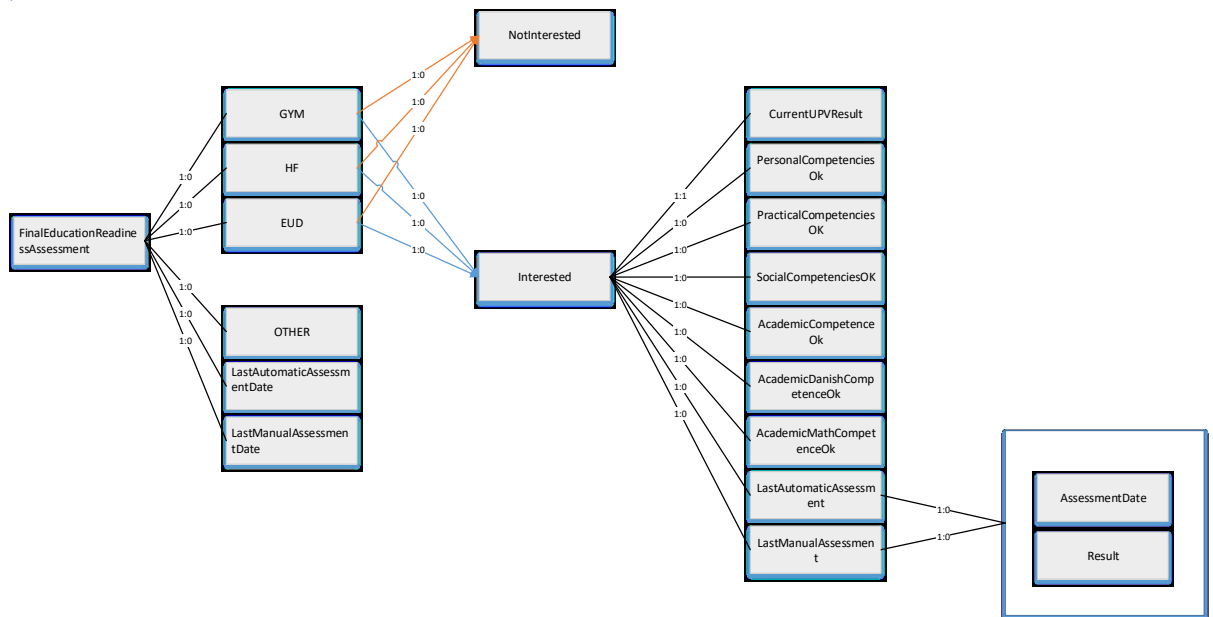 NotInterested
1:0
1:0
1:0
GYM
HF
EUD
1:0
1:0
1:0
FinalEducationReadine
ssAssessment
1:0
1:0
1:0
OTHER
LastAutomaticAssessm
entDate
LastManualAssessmen
tDate
1:0
1:0
1:0
Interested
1:1
1:0
1:0
1:0
1:0
1:0
1:0
1:0
1:0
CurrentUPVResult
PersonalCompetencies
Ok
PracticalCompetencies
OK
SocialCompetenciesOK
AcademicCompetence
Ok
AcademicDanishComp
etenceOk
AcademicMathCompet
enceOk
LastAutomaticAssessm
ent
LastManualAssessmen
t
1:0
1:0
AssessmentDate
Result